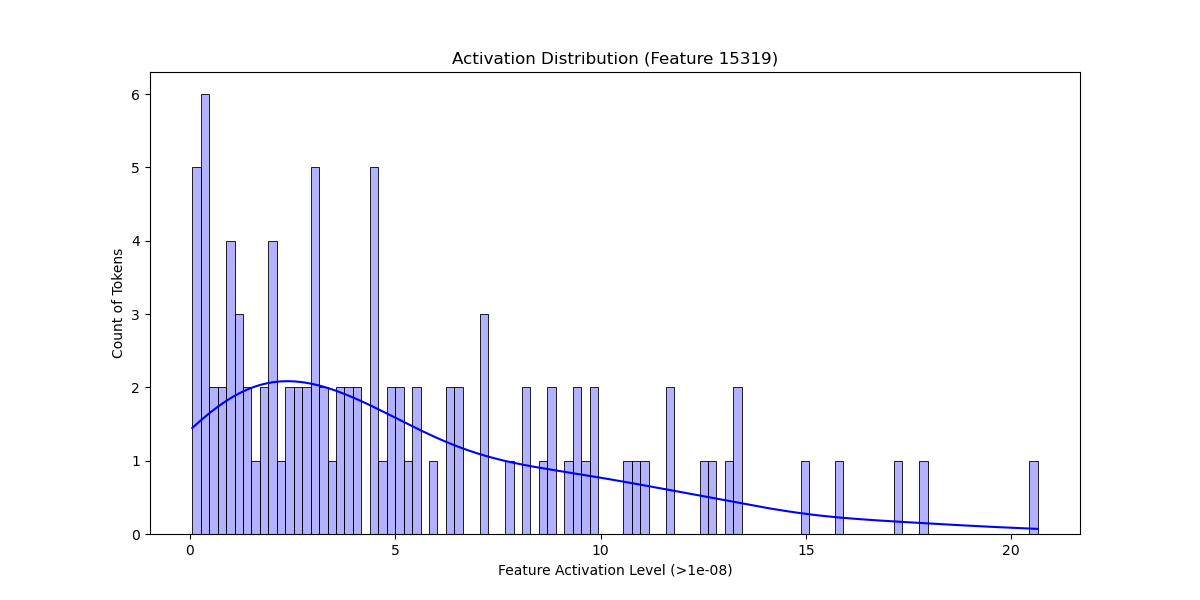 Activation Distribution (Feature 15319)
Count of Tokens
6
5
4
3
2
1
0
0 5 10 15 20
Feature Activation Level (>1e-08)